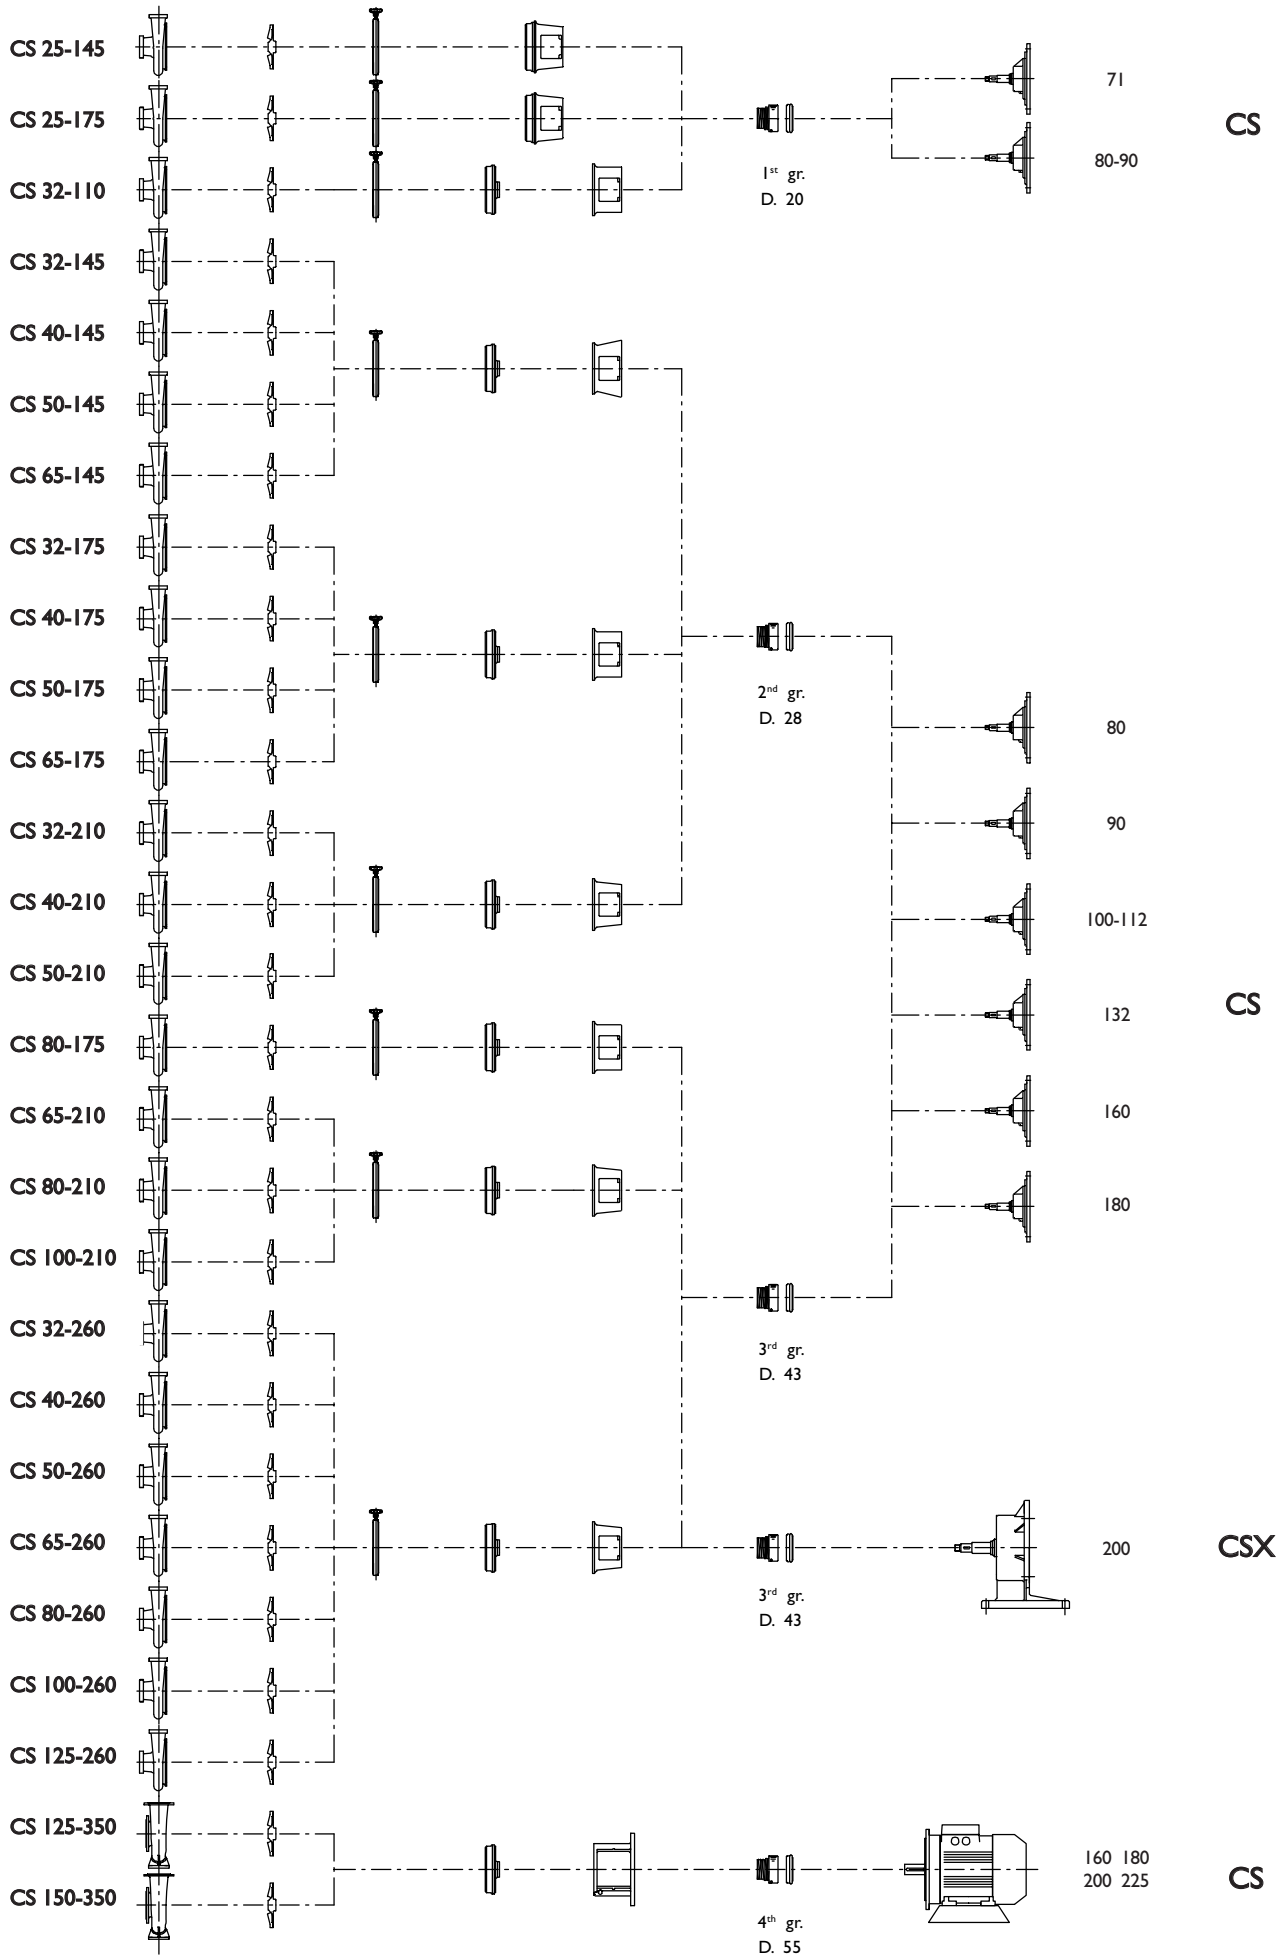 CS 25-145
71
CS 25-175
CS
80-90
CS 32-110
1st gr.
D. 20
CS 32-145
CS 40-145
CS 50-145
CS 65-145
CS 32-175
CS 40-175
CS 50-175
2nd gr.
D. 28
80
CS 65-175
CS 32-210
90
CS 40-210
100-112
CS 50-210
CS
132
CS 80-175
CS 65-210
160
CS 80-210
180
CS 100-210
CS 32-260
3rd gr.
D. 43
CS 40-260
CS 50-260
CS 65-260
200
CSX
3rd gr.
D. 43
CS 80-260
CS 100-260
CS 125-260
CS 125-350
160 180
200 225
CS
CS 150-350
4th gr.
D. 55